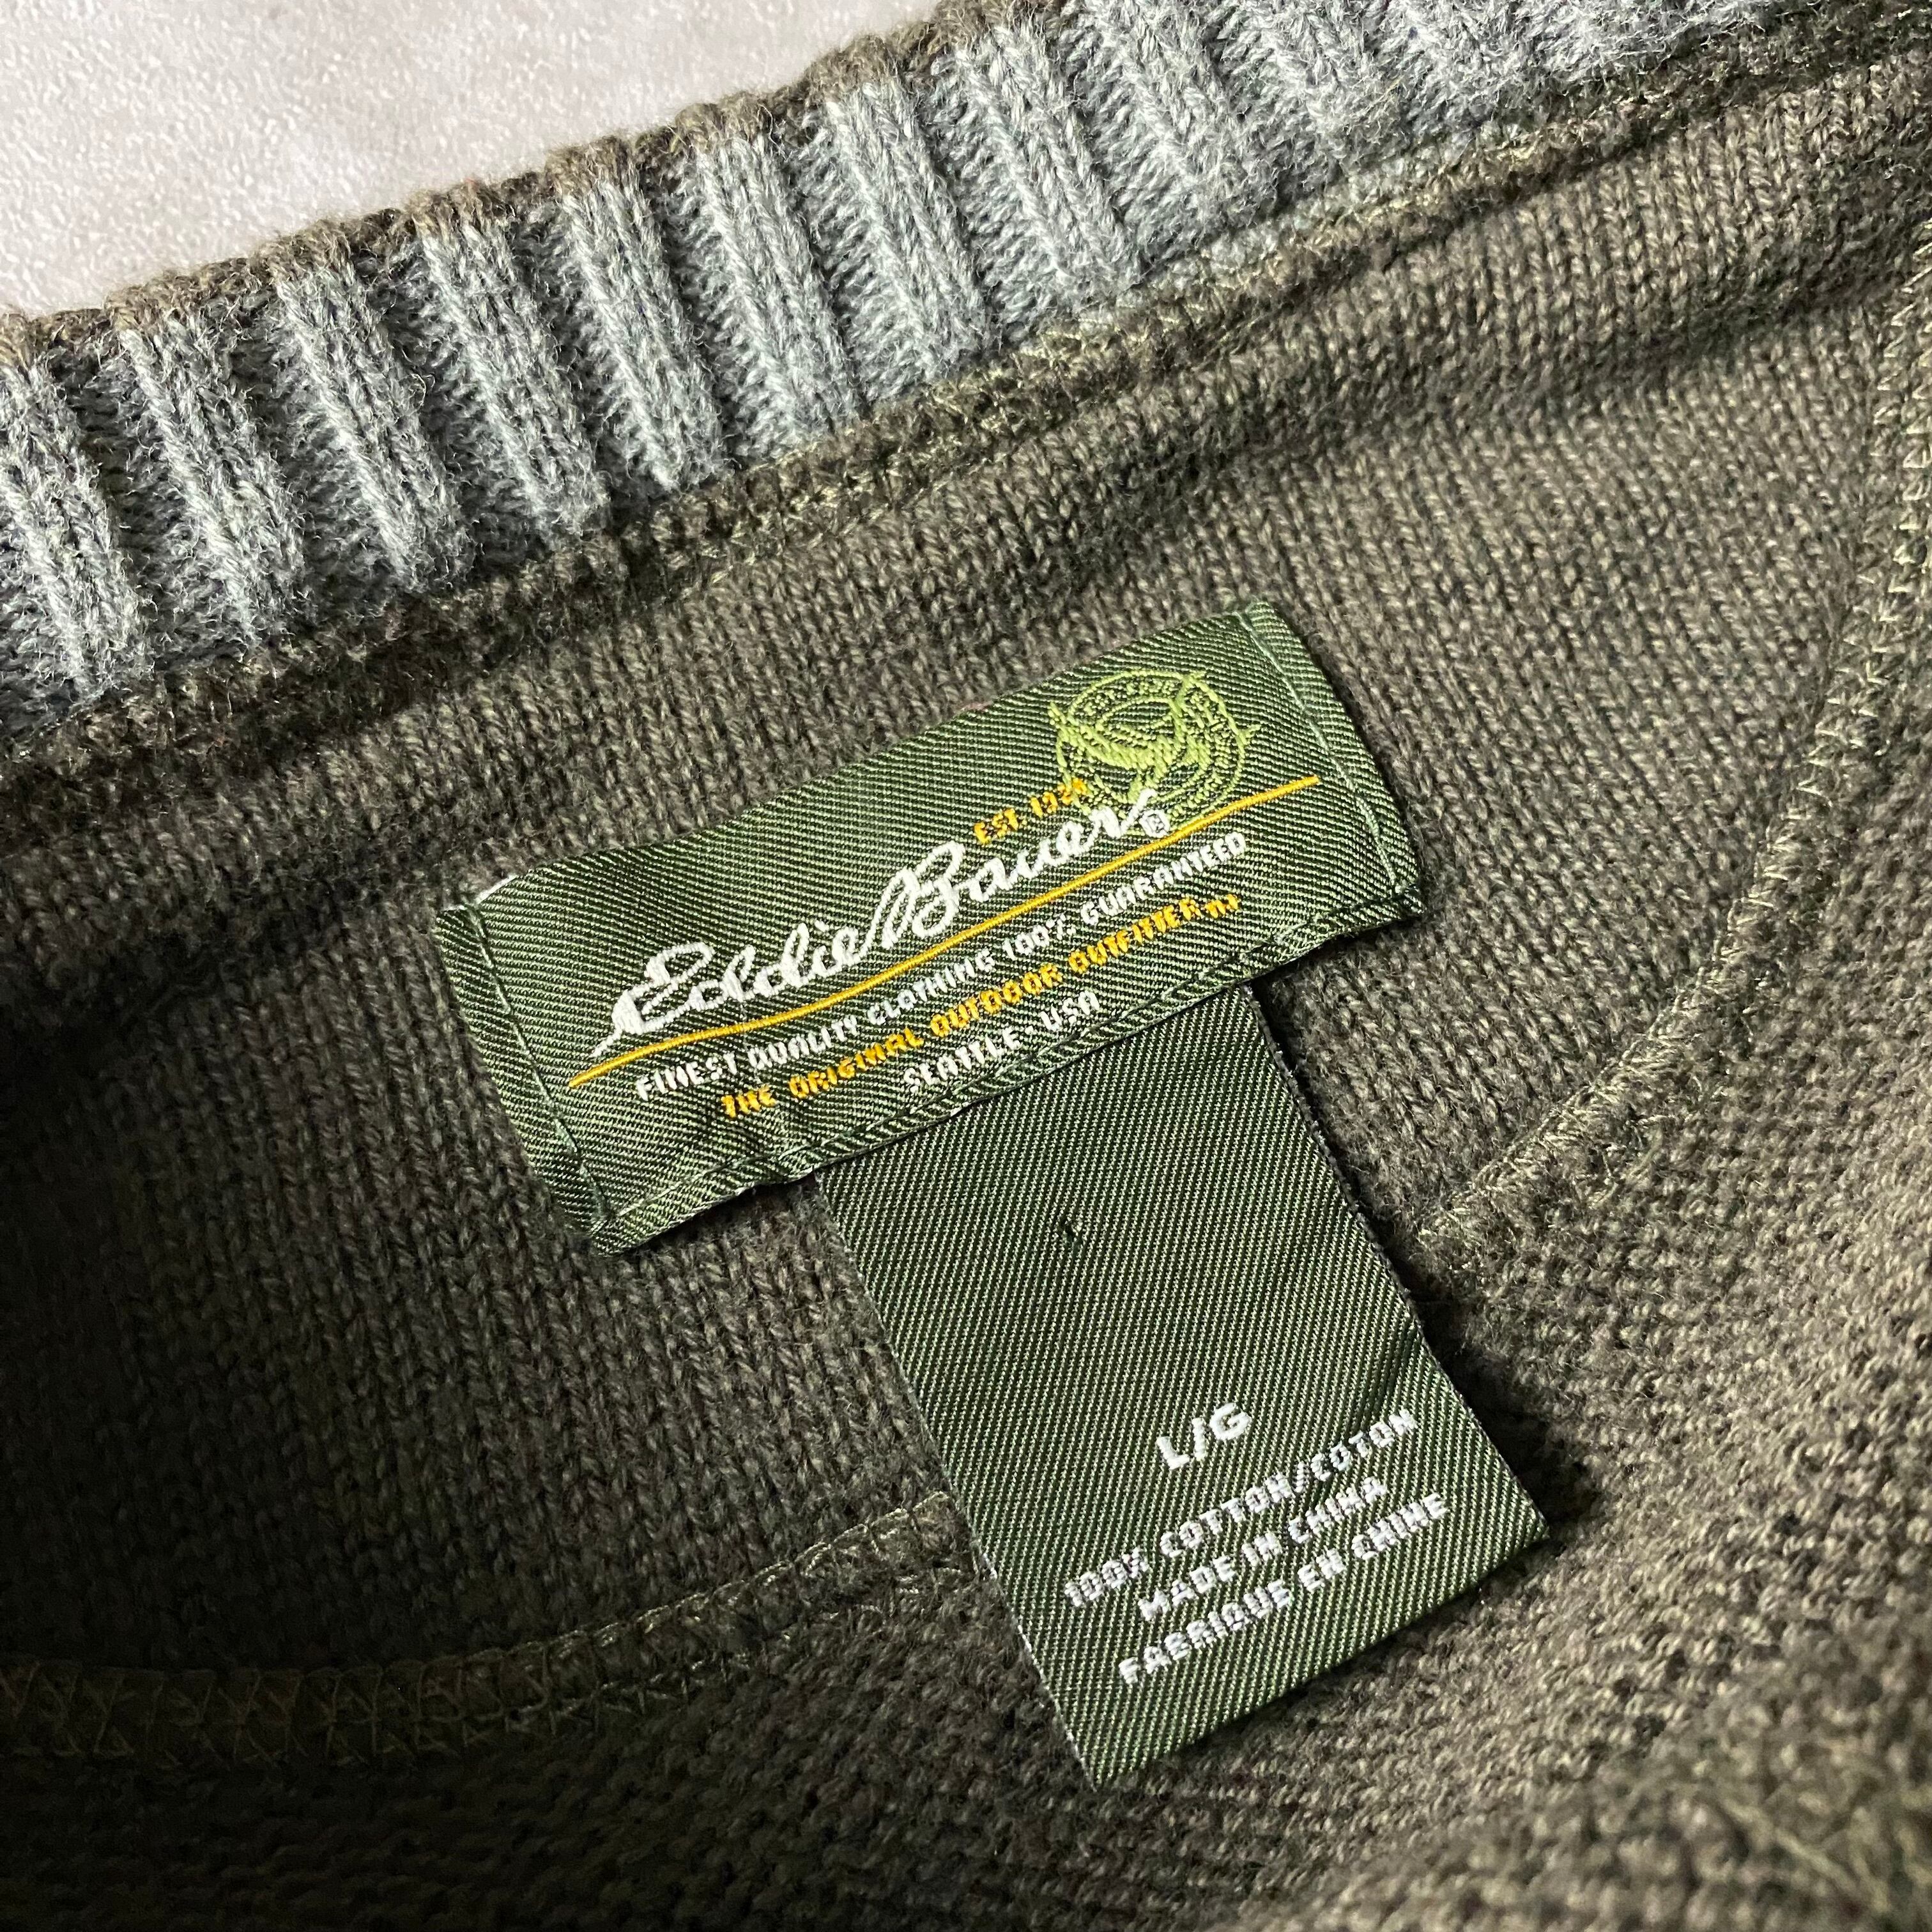 EST. 1920
Eddie Bauer®
FINEST QUALITY CLOTHING 100% GUARANTEED
THE ORIGINAL OUTDOOR OUTFITTER TM
SEATTLE · USA
L/G
100% COTTON/COTON
MADE IN CHINA
FABRIQUE EN CHINE